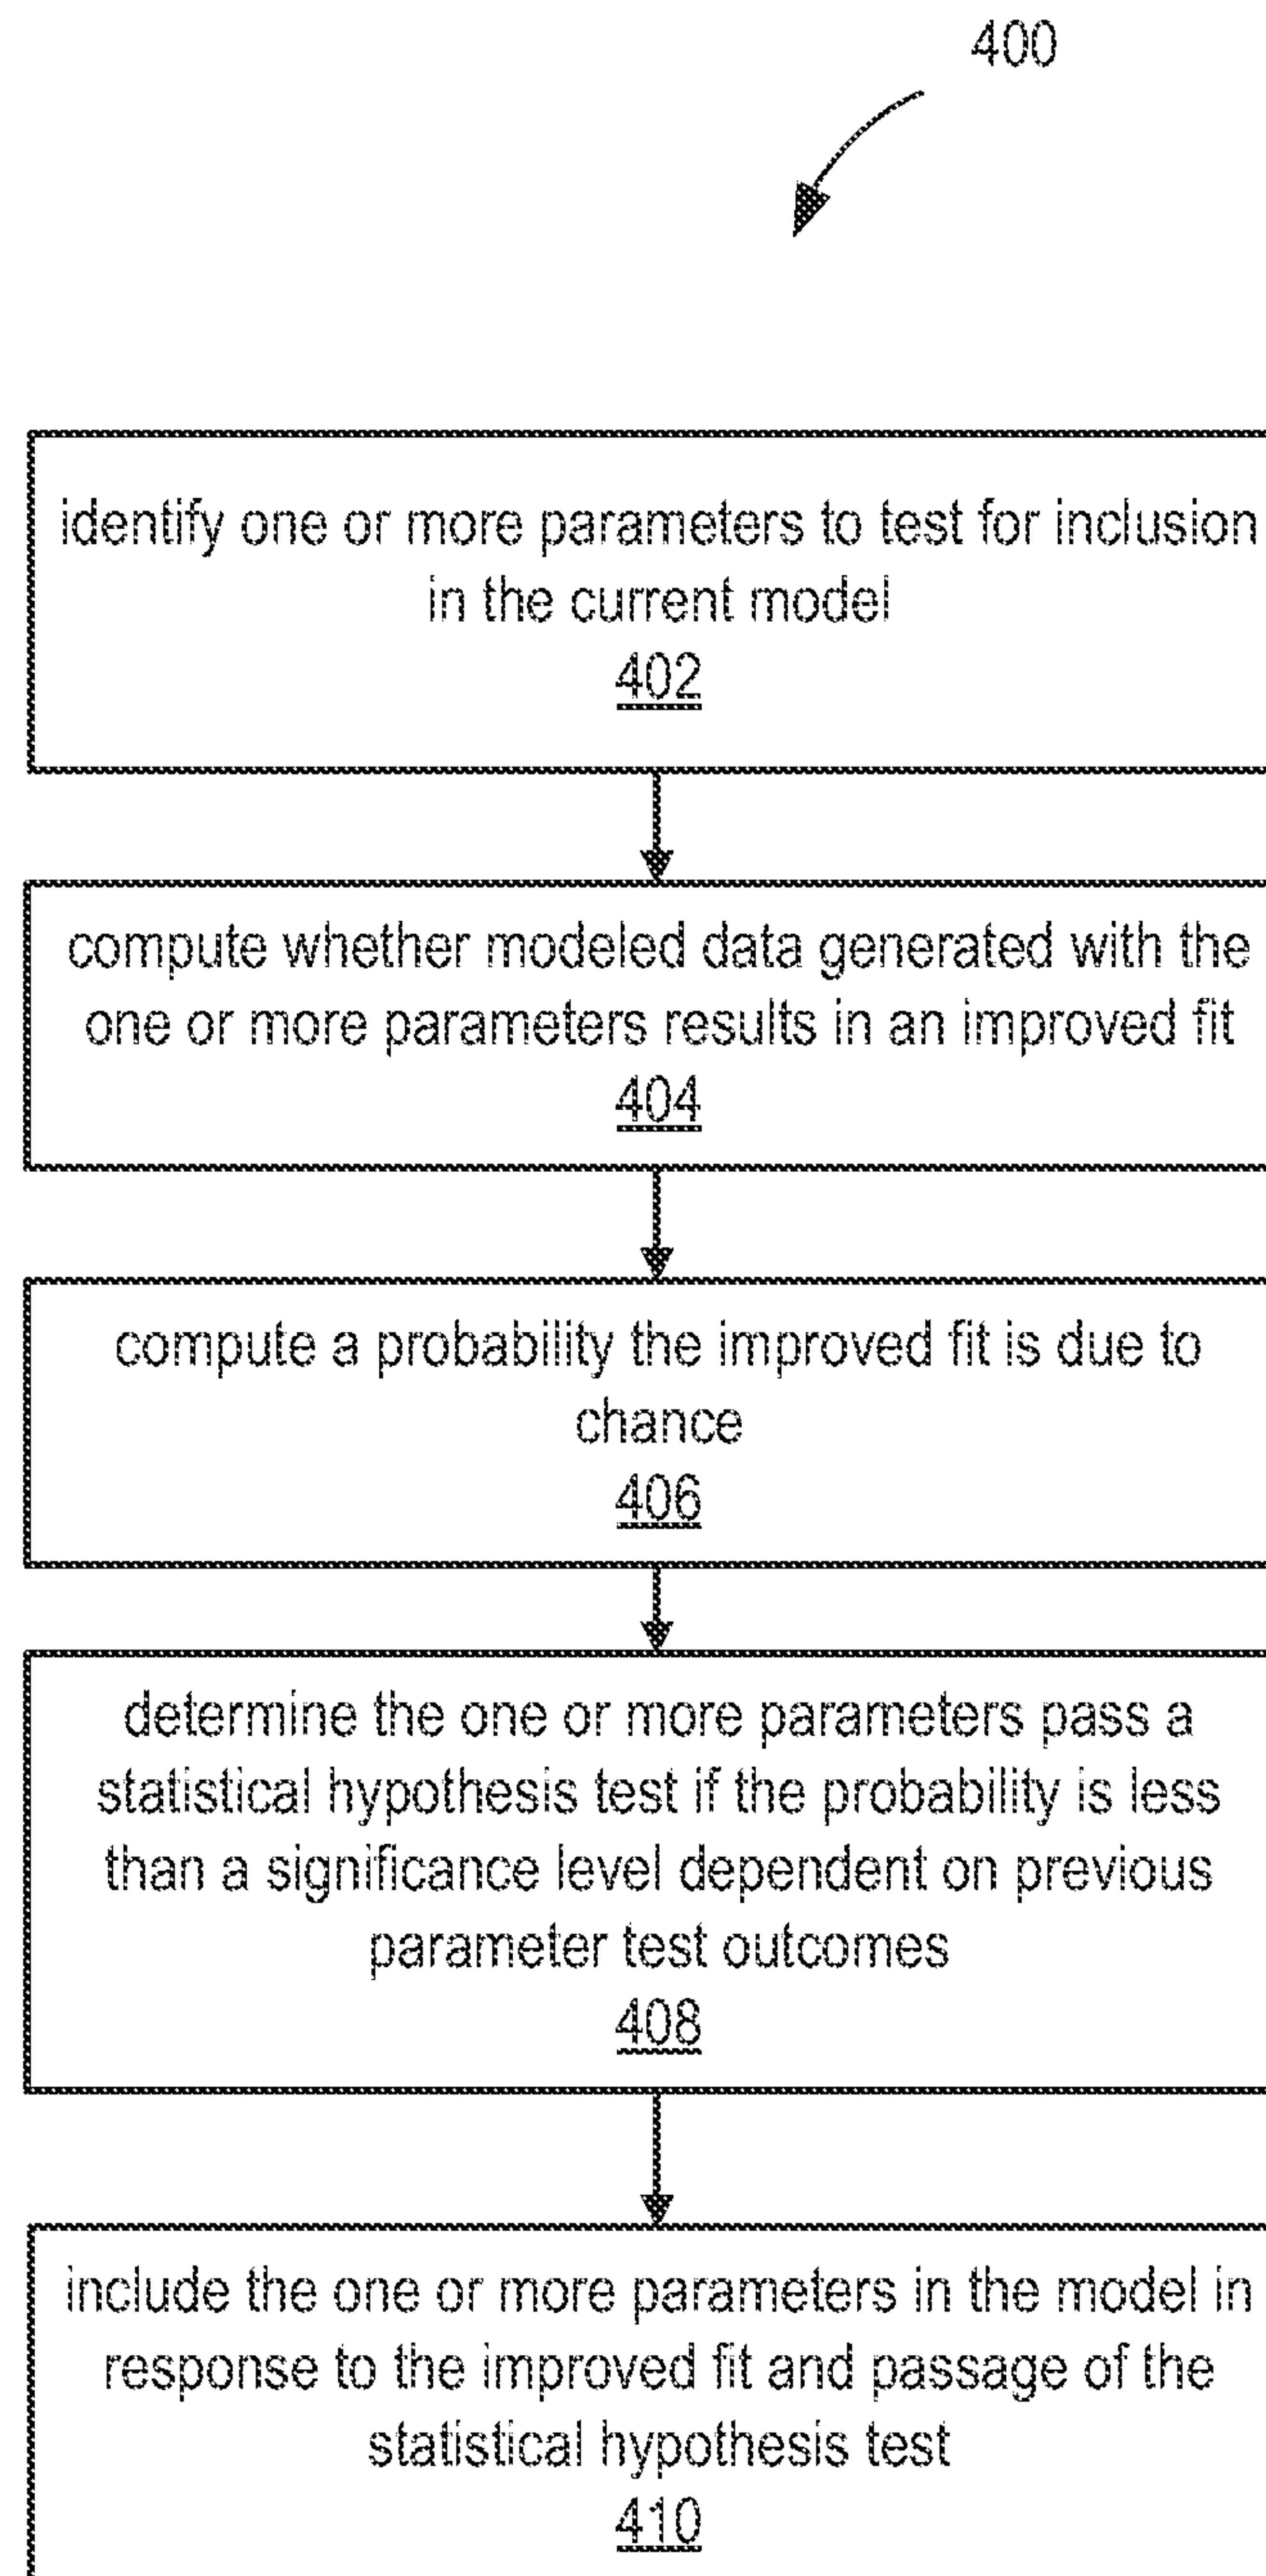 400
identify one or more parameters to test for inclusion
in the current model
402
compute whether modeled data generated with the
one or more parameters results in an improved fit
404
compute a probability the improved fit is due to
chance
406
determine the one or more parameters pass a
statistical hypothesis test if the probability is less
than a significance level dependent on previous
parameter test outcomes
408
include the one or more parameters in the model in
response to the improved fit and passage of the
statistical hypothesis test
410